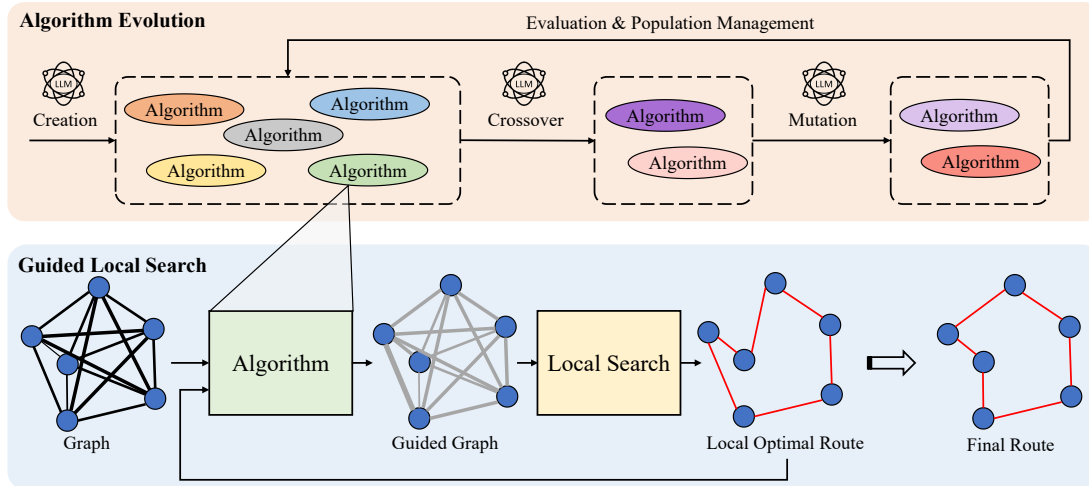 Algorithm Evolution
Evaluation & Population Management
LLM
Creation
Algorithm
Algorithm
Algorithm
Algorithm
Algorithm
LLM
Crossover
Algorithm
Algorithm
LLM
Mutation
Algorithm
Algorithm
Guided Local Search
Graph
Algorithm
Guided Graph
Local Search
Local Optimal Route
Final Route